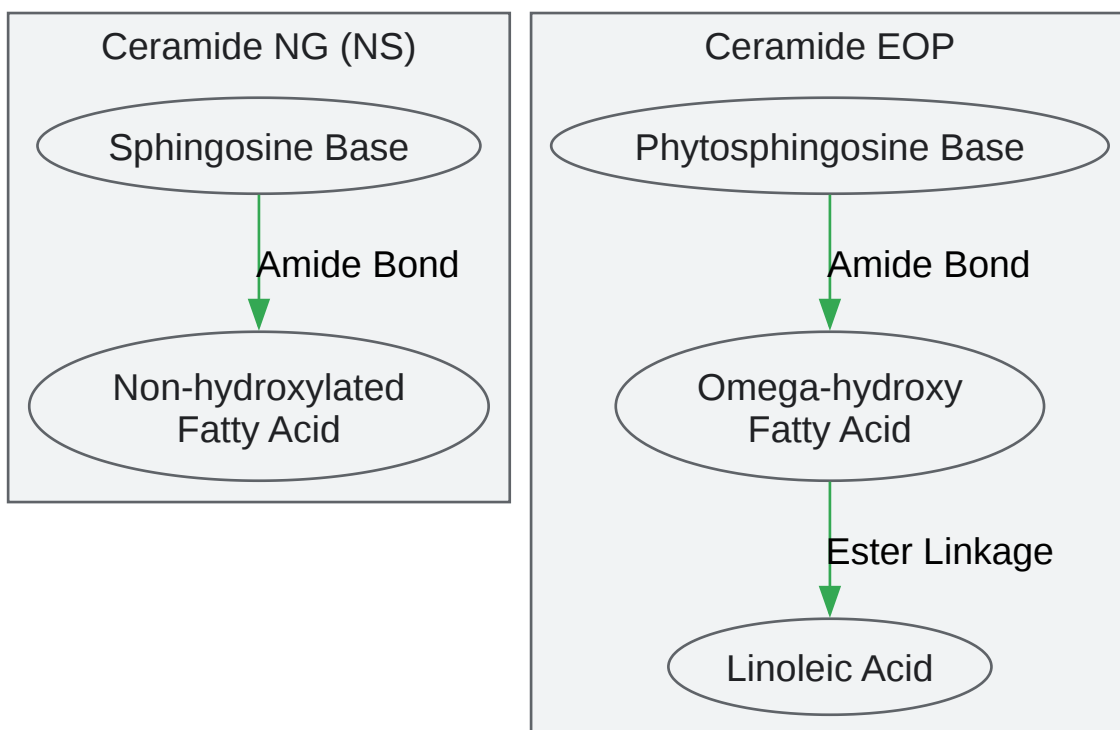 Ceramide NG (NS)
Sphingosine Base
Amide Bond
Non-hydroxylated
Fatty Acid
Ceramide EOP
Phytosphingosine Base
Amide Bond
Omega-hydroxy
Fatty Acid
Ester Linkage
Linoleic Acid